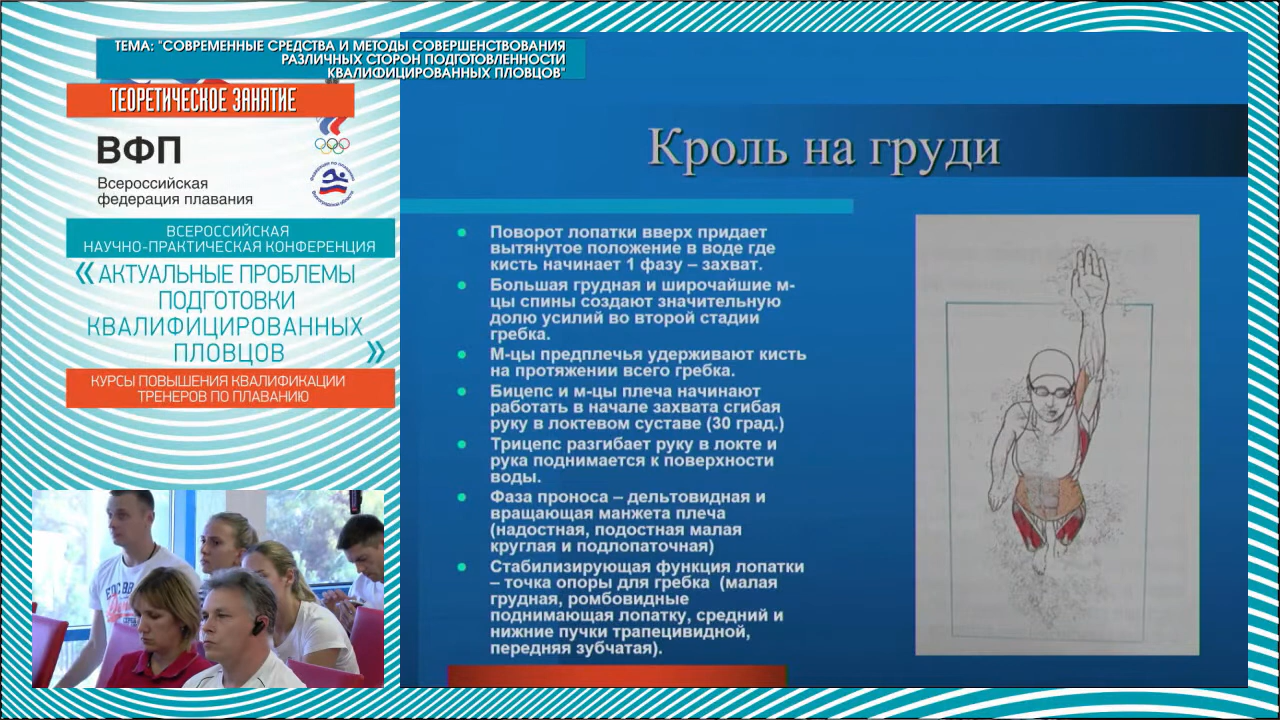 ТЕМА: "СОВРЕМЕННЫЕ СРЕДСТВА И МЕТОДЫ СОВЕРШЕНСТВОВАНИЯ
РАЗЛИЧНЫХ СТОРОН ПОДГОТОВЛЕННОСТИ
КВАЛИФИЦИРОВАННЫХ ПЛОВЦОВ"
ТЕОРЕТИЧЕСКОЕ ЗАНЯТИЕ
ВФП
Всероссийская
федерация плавания
ВСЕРОССИЙСКАЯ
НАУЧНО-ПРАКТИЧЕСКАЯ КОНФЕРЕНЦИЯ
«АКТУАЛЬНЫЕ ПРОБЛЕМЫ
ПОДГОТОВКИ
КВАЛИФИЦИРОВАННЫХ
ПЛОВЦОВ»
КУРСЫ ПОВЫШЕНИЯ КВАЛИФИКАЦИИ
ТРЕНЕРОВ ПО ПЛАВАНИЮ
Кроль на груди
Поворот лопатки вверх придает
вытянутое положение в воде где
кисть начинает 1 фазу – захват.
Большая грудная и широчайшие м-
цы спины создают значительную
долю усилий во второй стадии
гребка.
М-цы предплечья удерживают кисть
на протяжении всего гребка.
Бицепс и м-цы плеча начинают
работать в начале захвата сгибая
руку в локтевом суставе (30 град.)
Трицепс разгибает руку в локте и
рука поднимается к поверхности
воды.
Фаза проноса – дельтовидная и
вращающая манжета плеча
(надостная, подостная малая
круглая и подлопаточная)
Стабилизирующая функция лопатки
– точка опоры для гребка (малая
грудная, ромбовидные
поднимающая лопатку, средний и
нижние пучки трапецивидной,
передняя зубчатая).